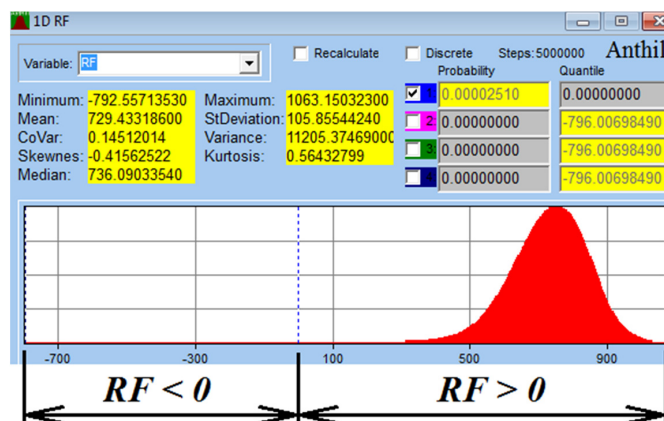 1D RF
Variable: RF
Recalculate
Discrete
Steps:5000000
Anthil
Probability
Quantile
Minimum: -792.55713530
Maximum: 1063.15032300
1 0.00002510 0.00000000
Mean: 729.43318600
StDeviation: 105.85544240
2: 0.00000000 -796.00698490
CoVar: 0.14512014
Variance: 11205.37469000
3: 0.00000000 -796.00698490
Skewnes: -0.41562522
Kurtosis: 0.56432799
0.00000000 -796.00698490
Median: 736.09033540
-700 -300 100 500 900
RF < 0 RF > 0